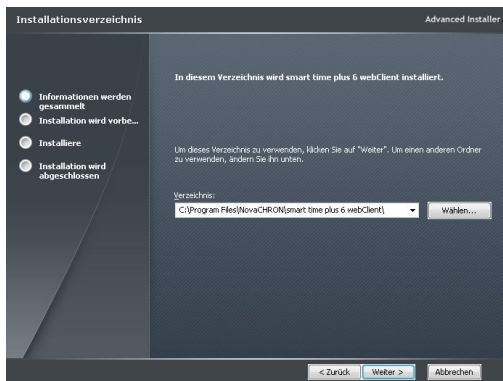 Installationsverzeichnis
Advanced Installer
Informationen werden
gesammelt
Installation wird vorbe...
Installiere
Installation wird
abgeschlossen
In diesem Verzeichnis wird smart time plus 6 webClient installiert.
Um dieses Verzeichnis zu verwenden, klicken Sie auf "Weiter". Um einen anderen Ordner
zu verwenden, ändern Sie ihn unten.
Verzeichnis:
C:\Program Files\NovaCHRON\smart time plus 6 webClient\
Wählen...
< Zurück
Weiter >
Abbrechen